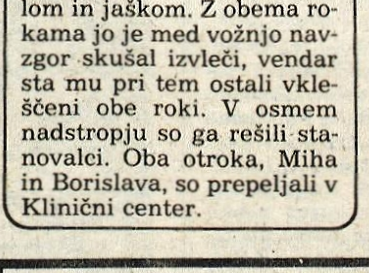 lom in jaškom. Z obema ro-
kama jo je med vožnjo nav-
zgor skušal izvleči, vendar
sta mu pri tem ostali vkle-
ščeni obe roki. V osmem
nadstropju so ga rešili sta-
novalci. Oba otroka, Miha
in Borislava, so prepeljali v
Klinični center.